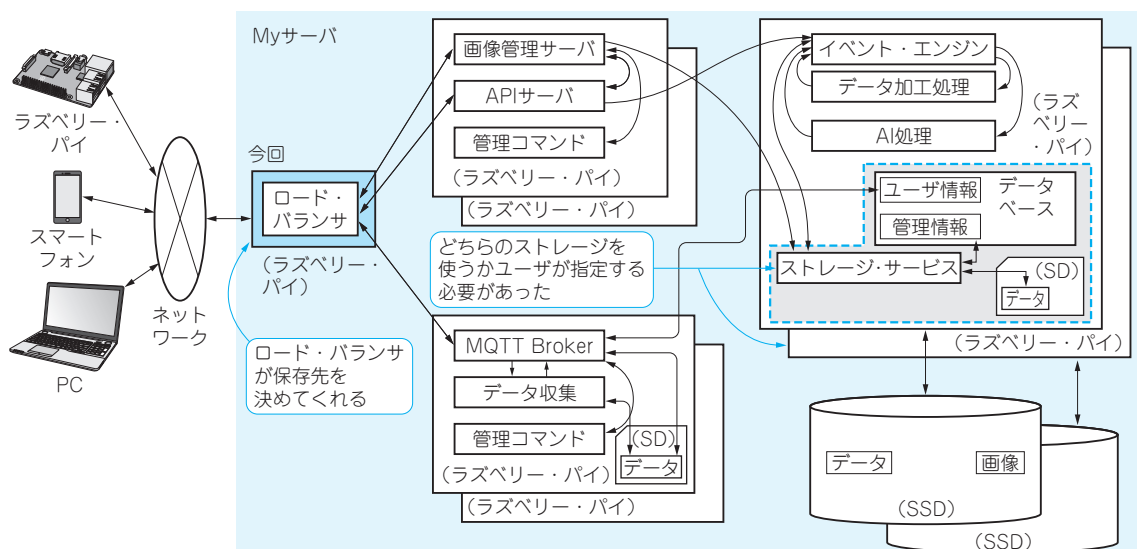 Myサーバ
ラズベリー・
パイ
スマート
フォン
PC
ネット
ワーク
今回
ロード・
バランサ
(ラズベリー・
パイ)
ロード・バランサ
が保存先を
決めてくれる
画像管理サーバ
APIサーバ
管理コマンド
(ラズベリー・パイ)
(ラズベリー・パイ)
どちらのストレージを
使うかユーザが指定する
必要があった
MQTT Broker
データ収集
管理コマンド
(SD)
データ
(ラズベリー・パイ)
(ラズベリー・パイ)
イベント・エンジン
データ加工処理
AI処理
(ラズ
ベリー
・パイ)
ユーザ情報
管理情報
データ
ベース
ストレージ・サービス
(SD)
データ
(ラズベリー・パイ)
データ
画像
(SSD)
(SSD)